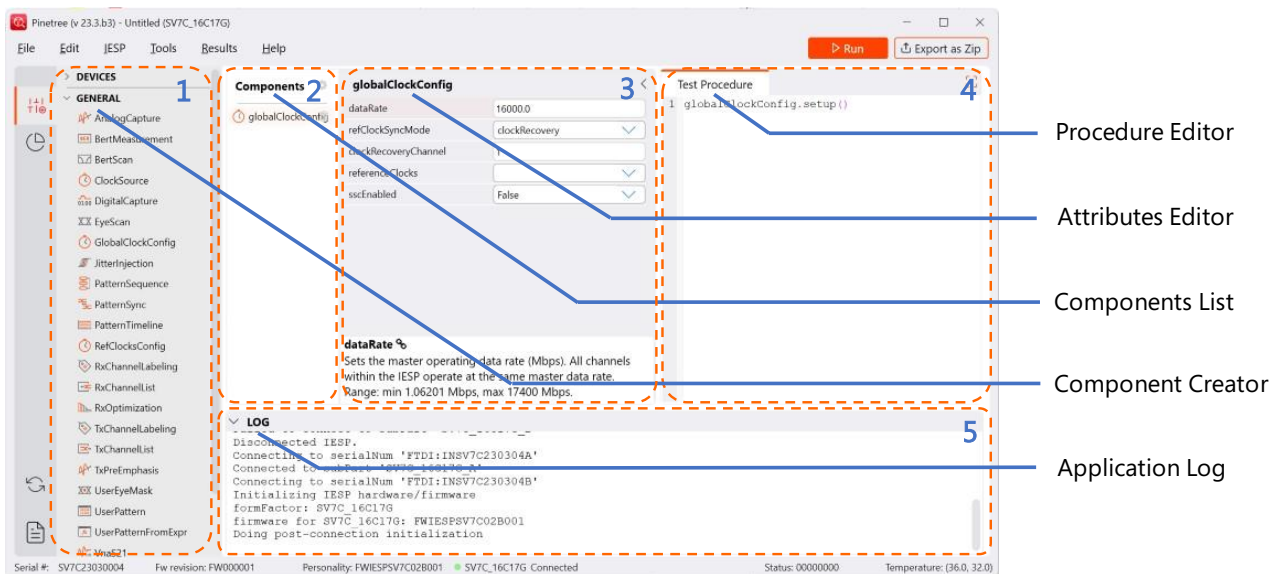 Pinetree (v 23.3.b3) - Untitled (SV7C_16C17G)
File Edit IESP Tools Results Help
Run
Export as Zip
DEVICES
GENERAL
1
AnalogCapture
BertMeasurement
BertScan
ClockSource
DigitalCapture
EyeScan
GlobalClockConfig
JitterInjection
PatternSequence
PatternSync
PatternTimeline
RefClocksConfig
RxChannelLabeling
RxChannelList
RxOptimization
TxChannelLabeling
TxChannelList
TxPreEmphasis
UserEyeMask
UserPattern
UserPatternFromExpr
Components 2
globalClockConfig
globalClockConfig 3
dataRate 16000.0
refClockSyncMode clockRecovery
clockRecoveryChannel 1
referenceClocks
sscEnabled False
dataRate
Sets the master operating data rate (Mbps). All channels
within the IESP operate at the same master data rate.
Range: min 1.06201 Mbps, max 17400 Mbps.
Test Procedure 4
1 globalClockConfig.setup()
LOG
5
Disconnected IESP.
Connecting to serialNum 'FTDI:INSV7C230304A'
Connected to subPart 'SV7C_16C17G_A'
Connecting to serialNum 'FTDI:INSV7C230304B'
Initializing IESP hardware/firmware
formFactor: SV7C_16C17G
firmware for SV7C_16C17G: FWIESPSV7C02B001
Doing post-connection initialization
Serial #: SV7C23030004 Fw revision: FW000001 Personality: FWIESPSV7C02B001 SV7C_16C17G Connected Status: 00000000 Temperature: (36.0, 32.0)
Procedure Editor
Attributes Editor
Components List
Component Creator
Application Log